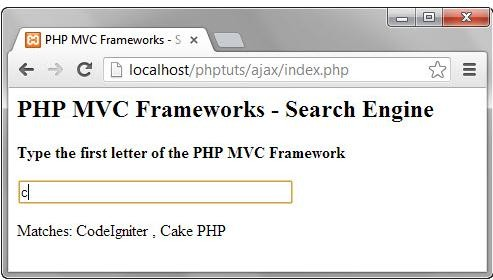 PHP MVC Frameworks - S
localhost/phptuts/ajax/index.php
PHP MVC Frameworks - Search Engine
Type the first letter of the PHP MVC Framework
c
Matches: CodeIgniter , Cake PHP